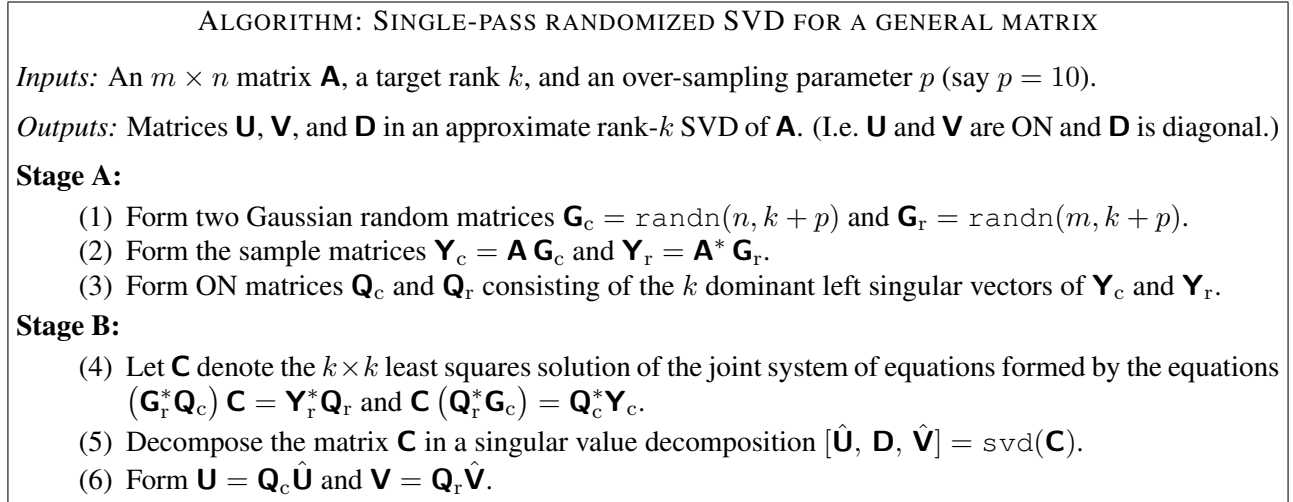 ALGORITHM: SINGLE-PASS RANDOMIZED SVD FOR A GENERAL MATRIX
Inputs: An m × n matrix A, a target rank k, and an over-sampling parameter p (say p = 10).
Outputs: Matrices U, V, and D in an approximate rank-k SVD of A. (I.e. U and V are ON and D is diagonal.)
Stage A:
(1) Form two Gaussian random matrices G_c = randn(n, k + p) and G_r = randn(m, k + p).
(2) Form the sample matrices Y_c = A G_c and Y_r = A* G_r.
(3) Form ON matrices Q_c and Q_r consisting of the k dominant left singular vectors of Y_c and Y_r.
Stage B:
(4) Let C denote the k×k least squares solution of the joint system of equations formed by the equations
(G_r* Q_c) C = Y_r* Q_r and C (Q_r* G_c) = Q_c* Y_c.
(5) Decompose the matrix C in a singular value decomposition [Û, D, V̂] = svd(C).
(6) Form U = Q_c Û and V = Q_r V̂.